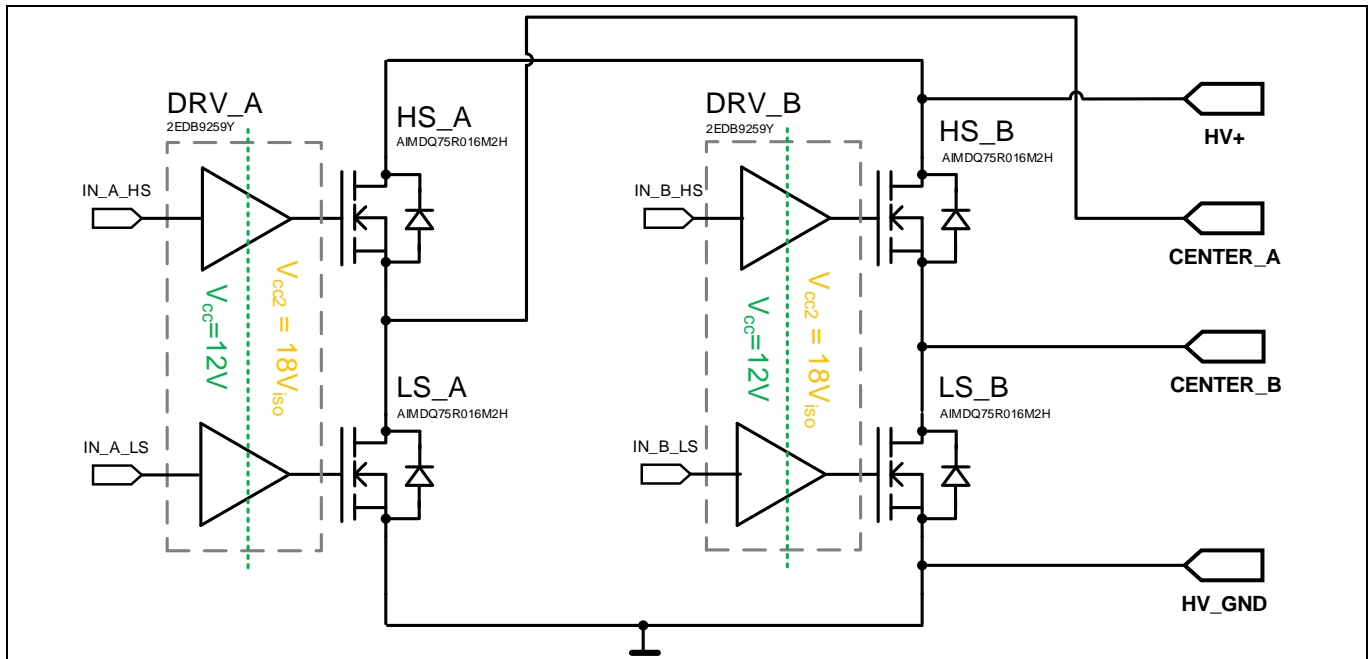 DRV_A
2EDB9259Y
HS_A
AIMDQ75R016M2H
IN_A_HS
Vcc=12V
Vcc2 = 18Viso
LS_A
AIMDQ75R016M2H
IN_A_LS
DRV_B
2EDB9259Y
HS_B
AIMDQ75R016M2H
IN_B_HS
Vcc=12V
Vcc2 = 18Viso
LS_B
AIMDQ75R016M2H
IN_B_LS
HV+
CENTER_A
CENTER_B
HV_GND